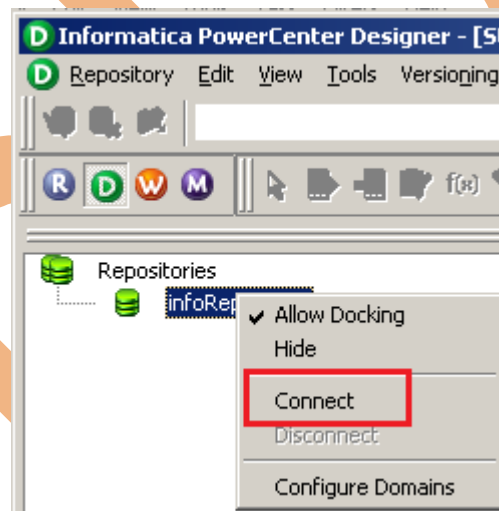 Informatica PowerCenter Designer - [S
Repository Edit View Tools Versioning
R D W M f(x)
Repositories
infoRep
Allow Docking
Hide
Connect
Disconnect
Configure Domains